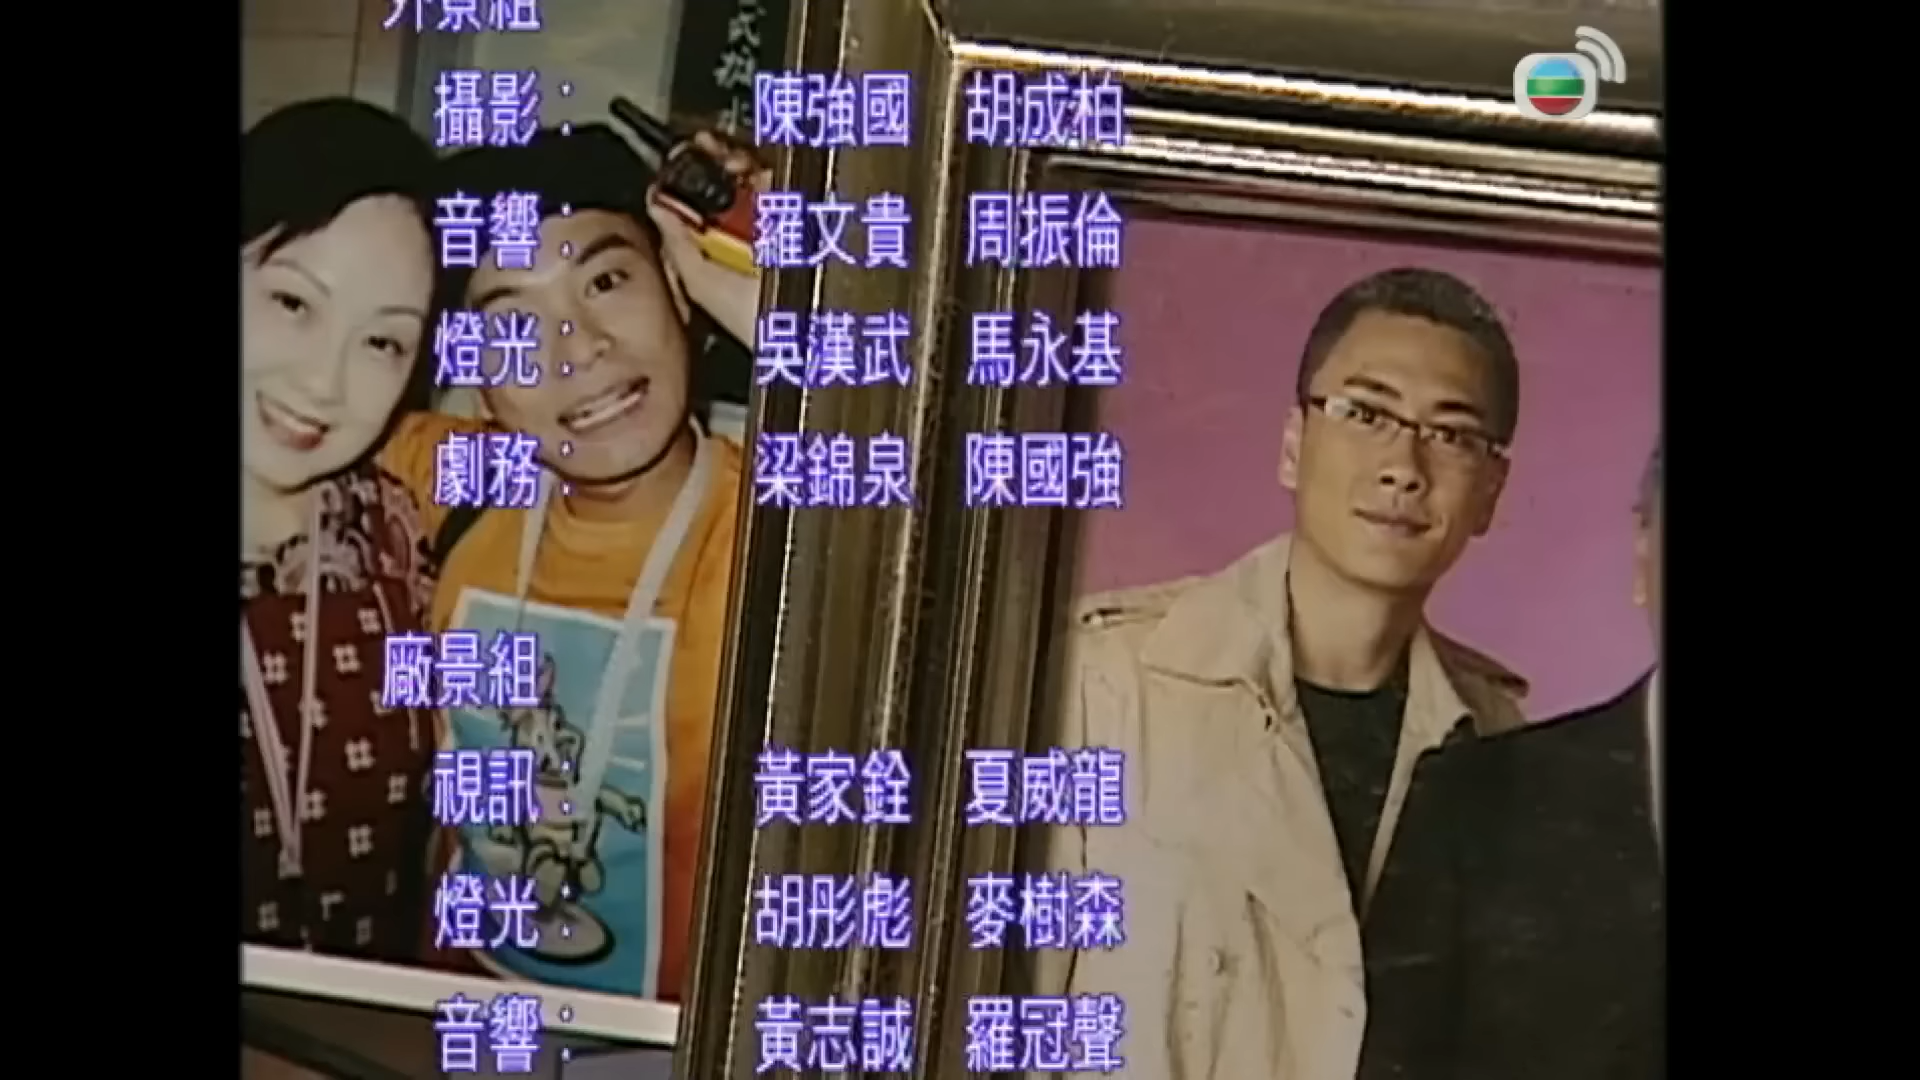 外景組
攝影： 陳強國 胡成柏
音響： 羅文貴 周振倫
燈光： 吳漢武 馬永基
劇務： 梁錦泉 陳國強
廠景組
視訊： 黃家銓 夏威龍
燈光： 胡彤彪 麥樹森
音響： 黃志誠 羅冠聲